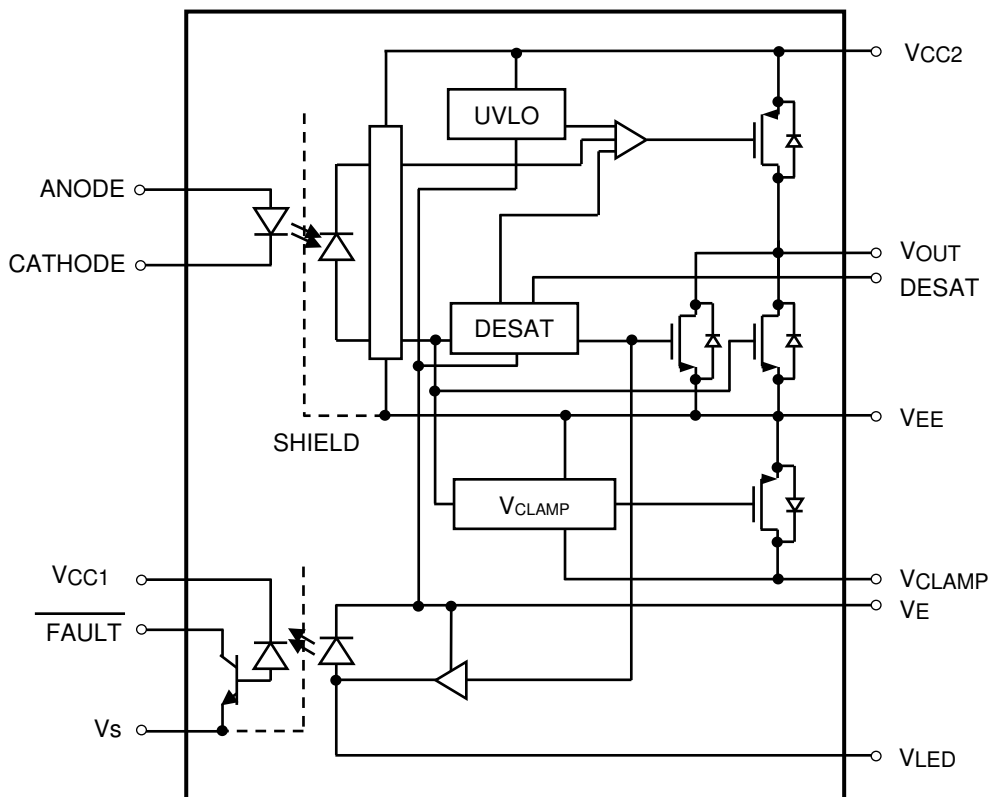 VCC2
UVLO
ANODE
CATHODE
VOUT
DESAT
DESAT
VEE
SHIELD
VCLAMP
VCC1
VCLAMP
VE
FAULT
Vs
VLED